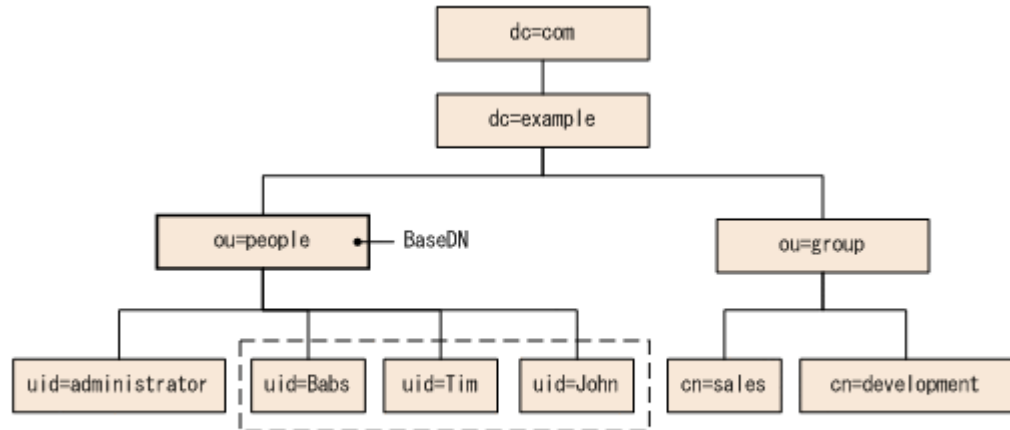 dc=com
dc=example
ou=people
BaseDN
ou=group
uid=administrator
uid=Babs
uid=Tim
uid=John
cn=sales
cn=development